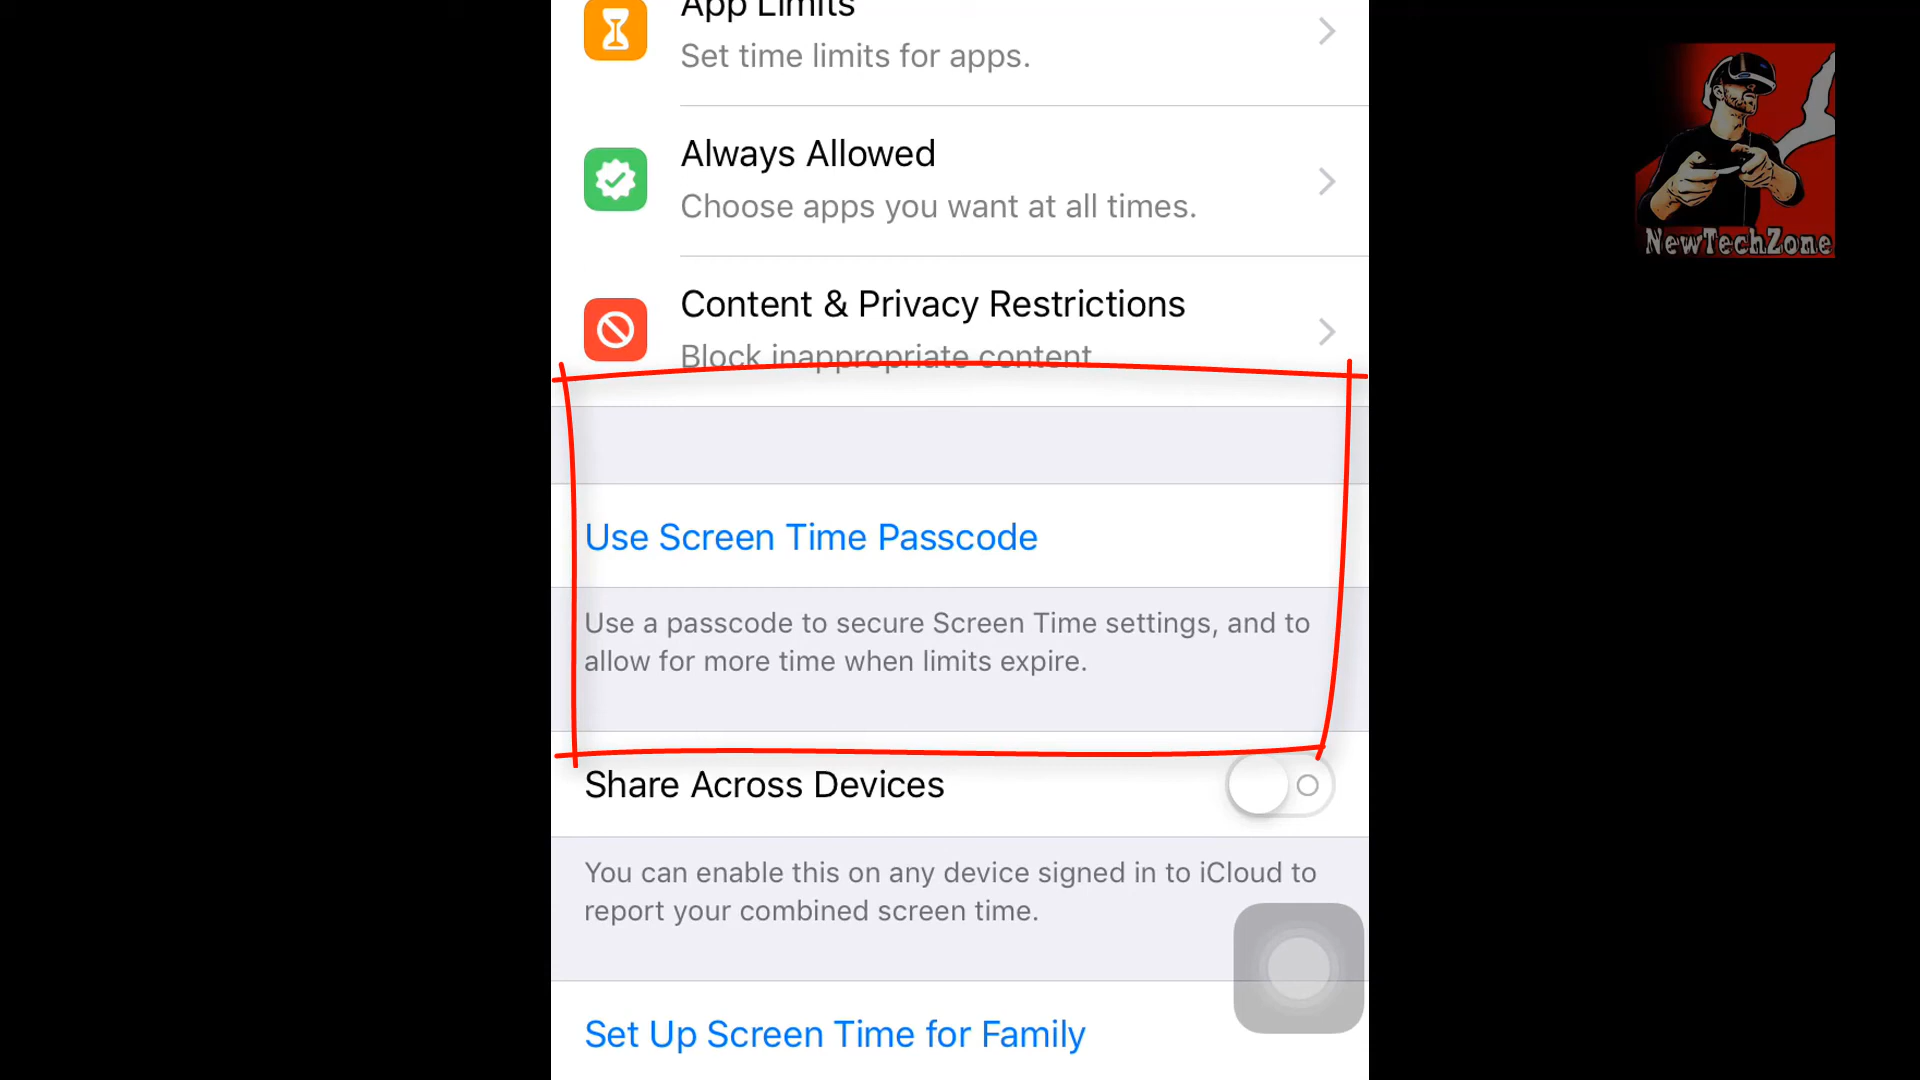 App Limits
Set time limits for apps.
Always Allowed
Choose apps you want at all times.
NewTechZone
Content & Privacy Restrictions
Block inappropriate content.
Use Screen Time Passcode
Use a passcode to secure Screen Time settings, and to
allow for more time when limits expire.
Share Across Devices
You can enable this on any device signed in to iCloud to
report your combined screen time.
Set Up Screen Time for Family